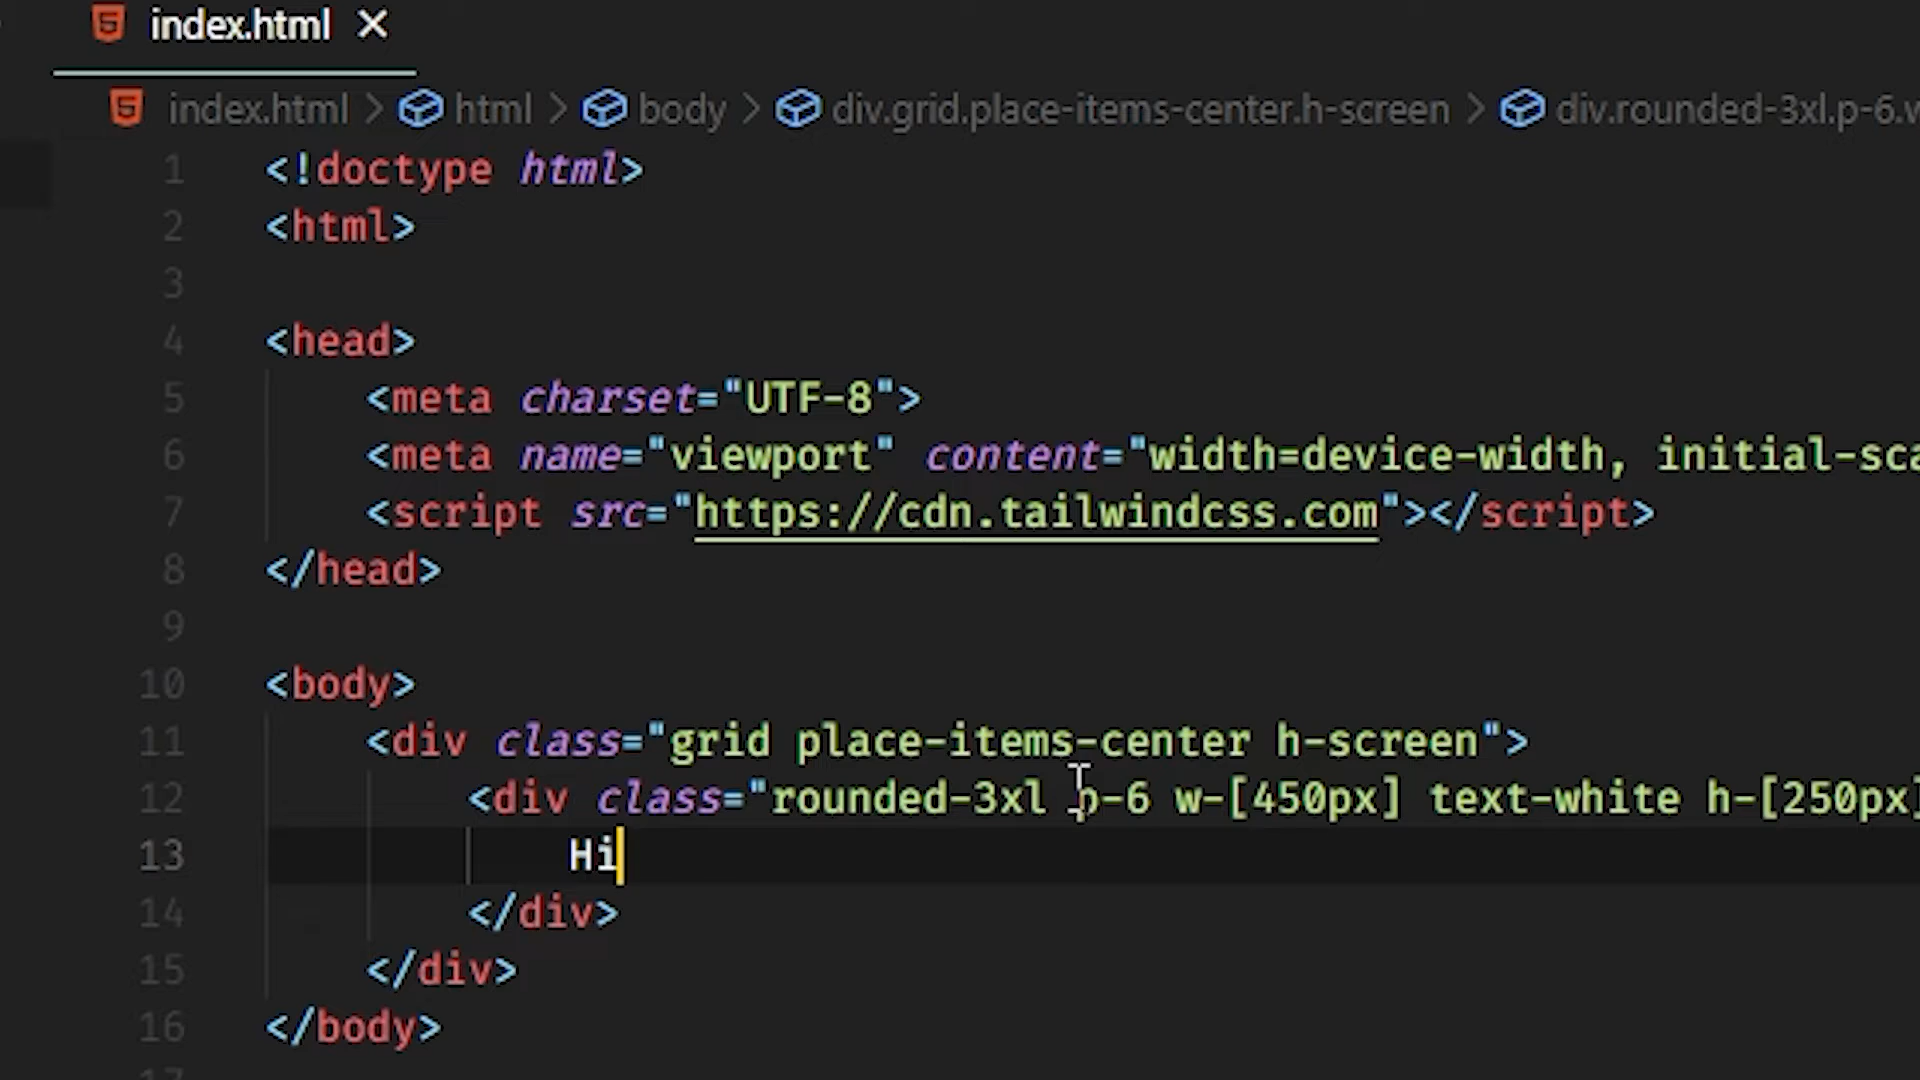 index.html ×
index.html > html > body > div.grid.place-items-center.h-screen > div.rounded-3xl.p-6.w
1 <!doctype html>
2 <html>
3
4 <head>
5 <meta charset="UTF-8">
6 <meta name="viewport" content="width=device-width, initial-sca
7 <script src="https://cdn.tailwindcss.com"></script>
8 </head>
9
10 <body>
11 <div class="grid place-items-center h-screen">
12 <div class="rounded-3xl p-6 w-[450px] text-white h-[250px]
13 Hi
14 </div>
15 </div>
16 </body>
17